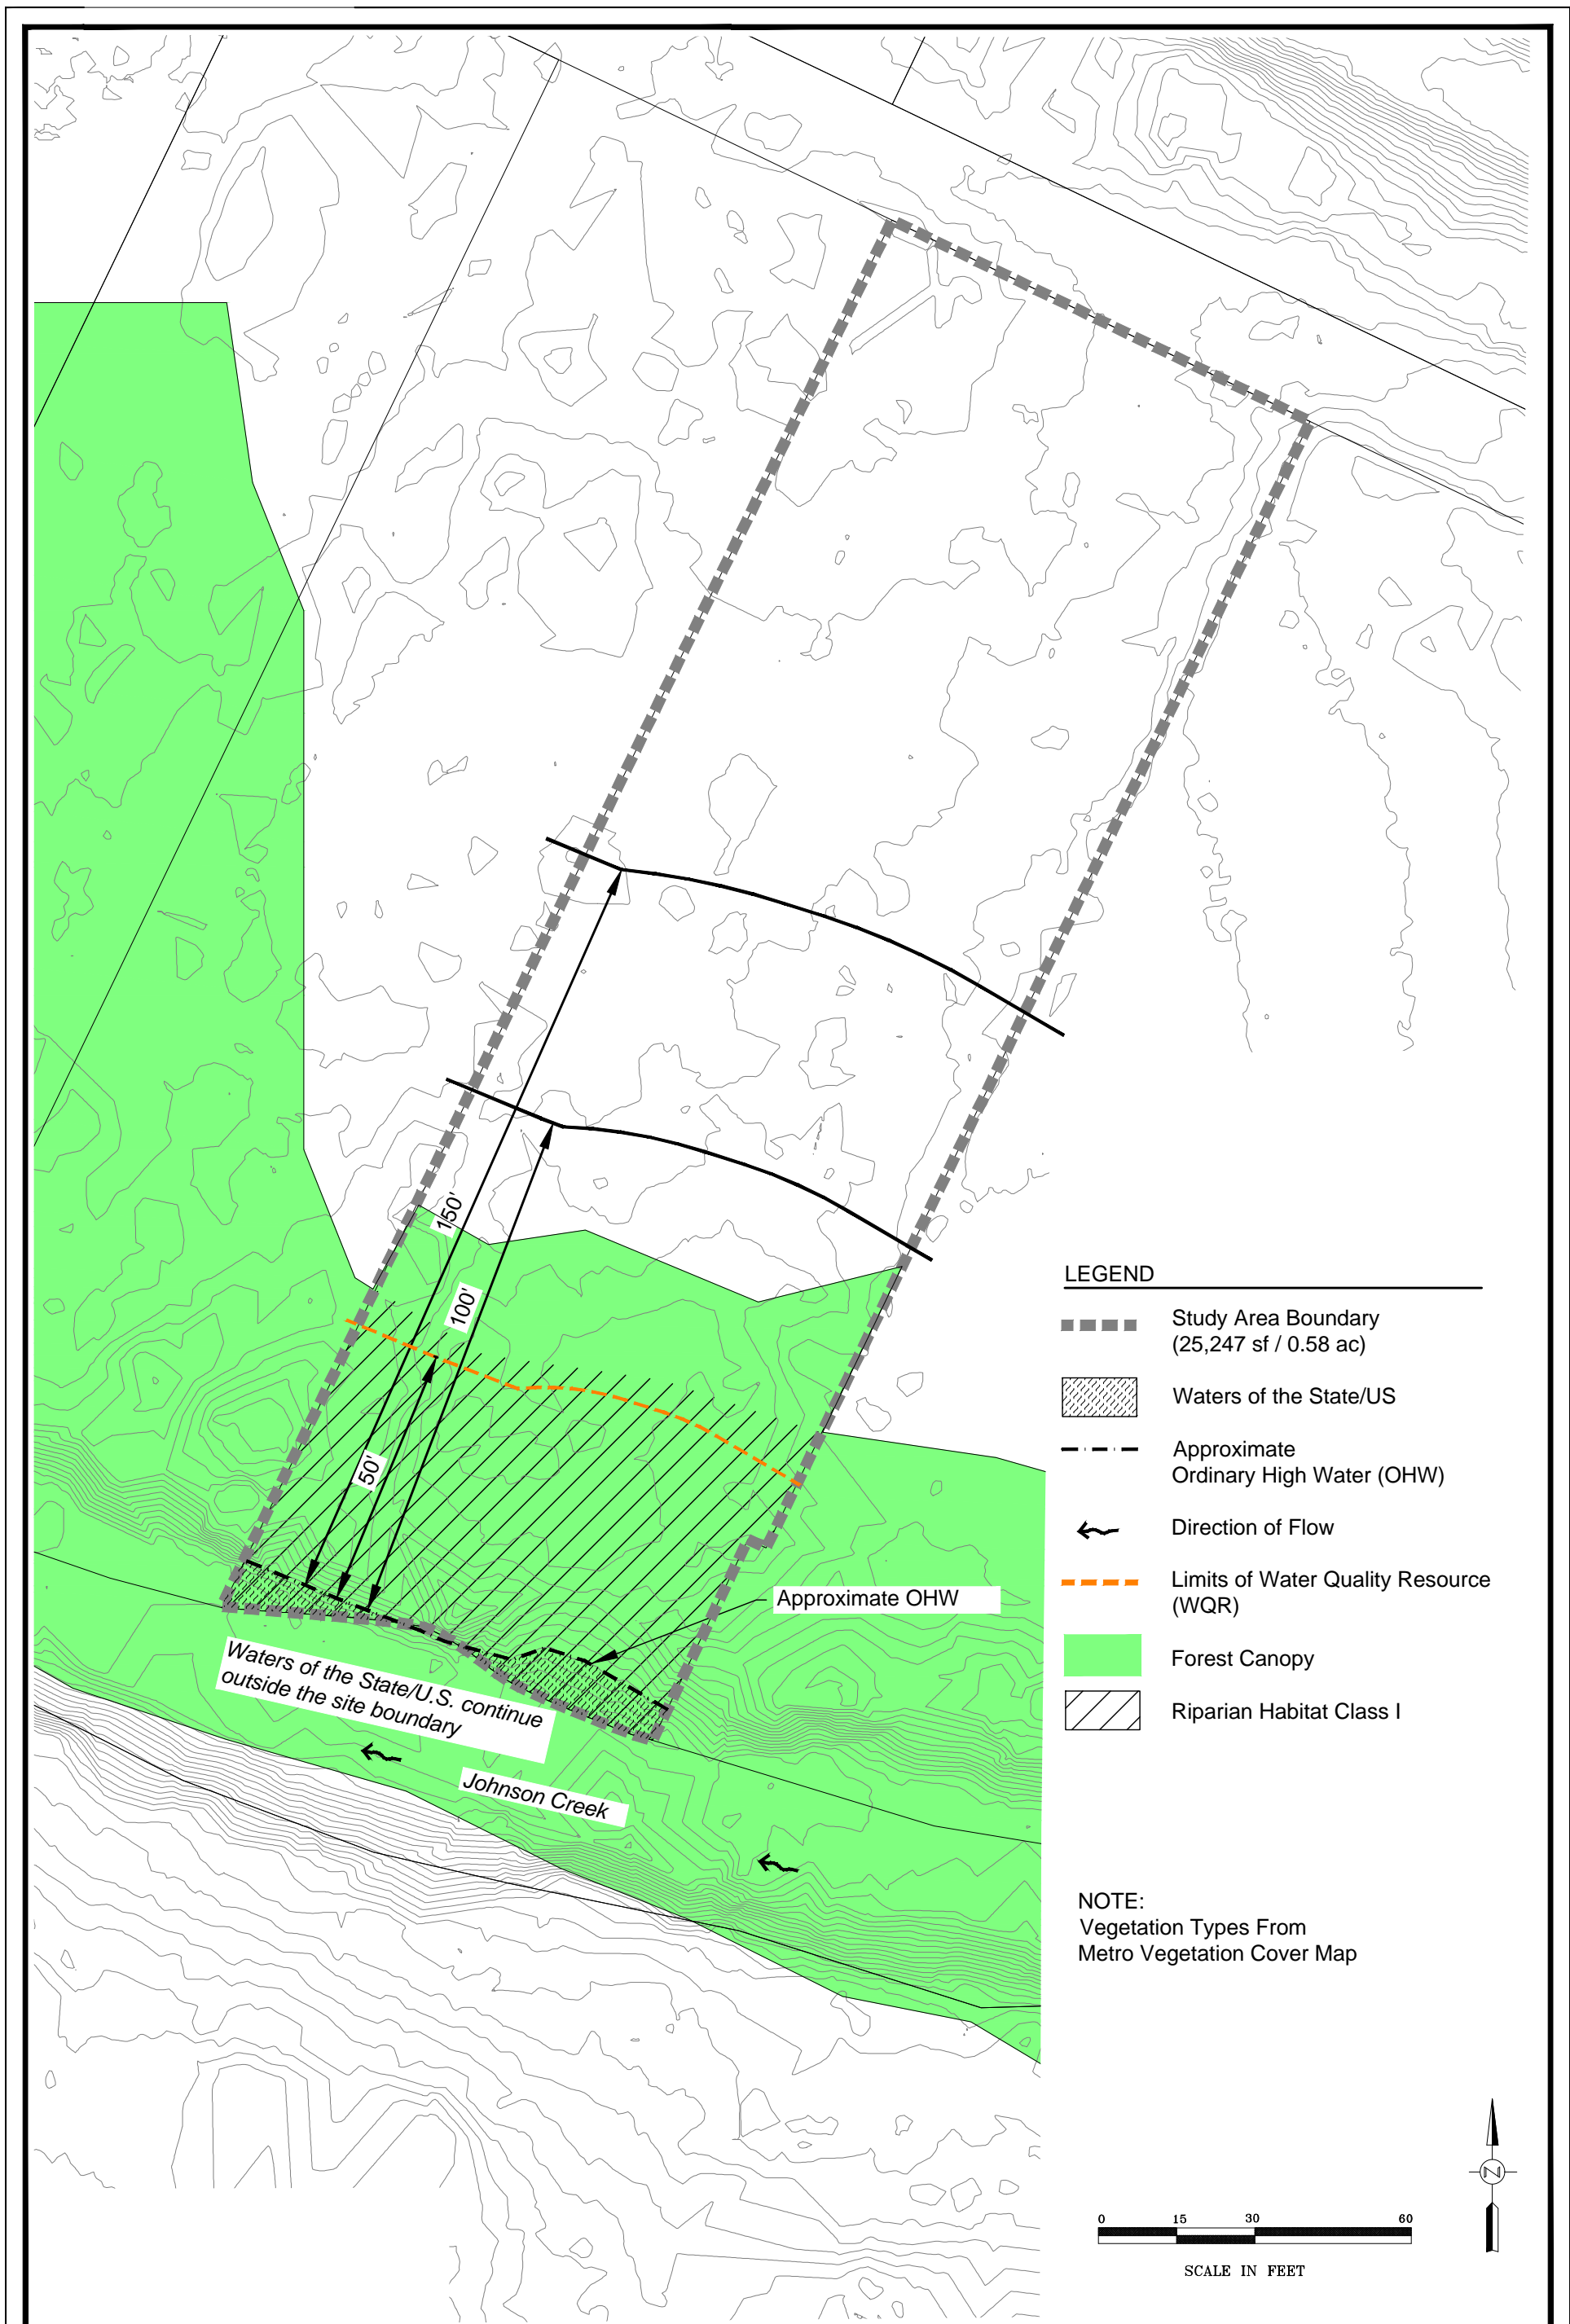 150'
100'
50'
Approximate OHW
Waters of the State/U.S. continue
outside the site boundary
Johnson Creek
LEGEND
Study Area Boundary
(25,247 sf / 0.58 ac)
Waters of the State/US
Approximate
Ordinary High Water (OHW)
Direction of Flow
Limits of Water Quality Resource
(WQR)
Forest Canopy
Riparian Habitat Class I
NOTE:
Vegetation Types From
Metro Vegetation Cover Map
N
0 15 30 60
SCALE IN FEET